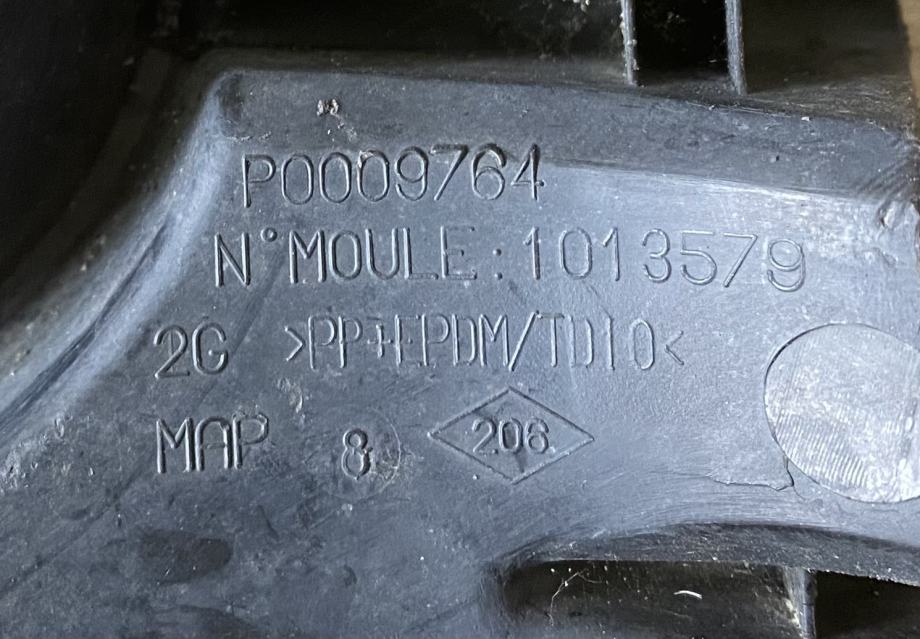 P0009764
N°MOULE:1013579
2G >PP+EPDM/TD10<
MAP 8 206